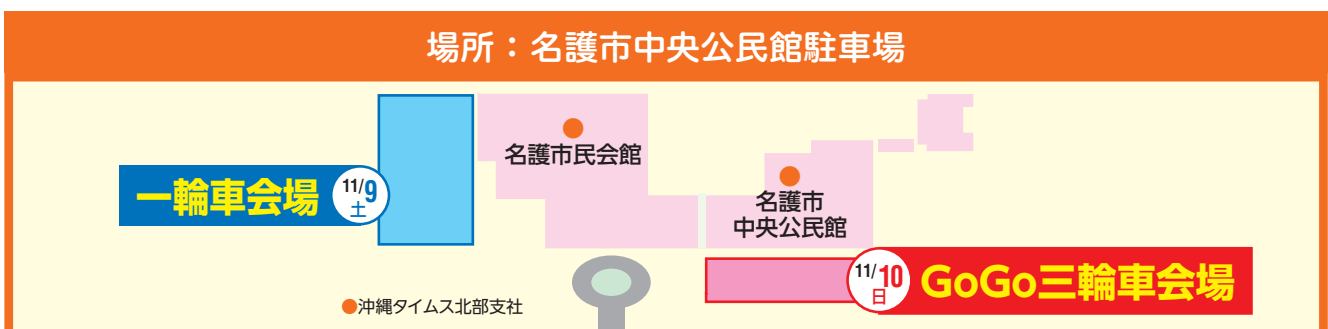 場所：名護市中央公民館駐車場
名護市民会館
一輪車会場
11/9
土
名護市
中央公民館
11/10
日
GoGo三輪車会場
沖縄タイムス北部支社